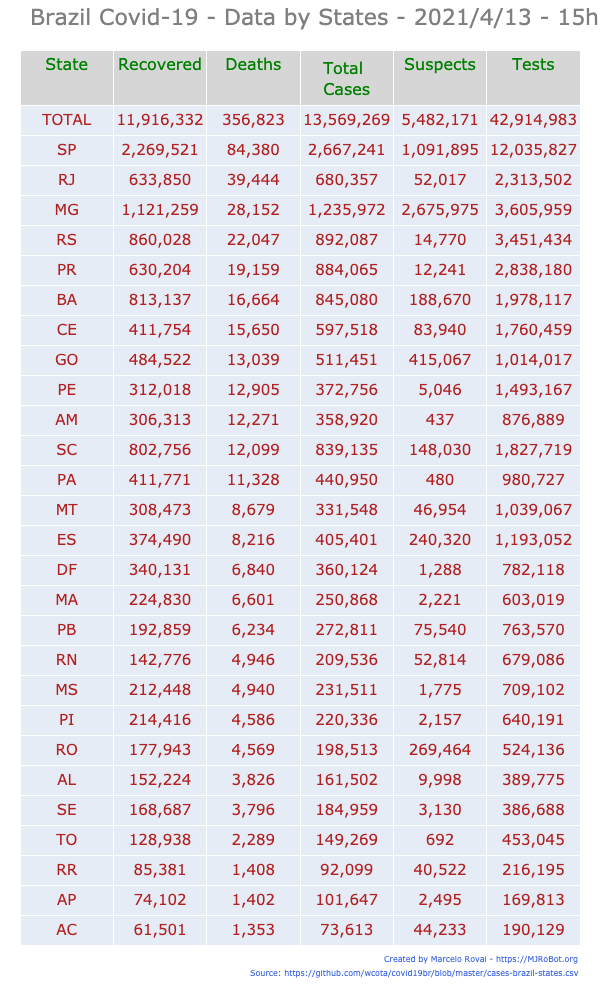 Brazil Covid-19 - Data by States - 2021/4/13 - 15h
State Recovered Deaths Total Cases Suspects Tests
TOTAL 11,916,332 356,823 13,569,269 5,482,171 42,914,983
SP 2,269,521 84,380 2,667,241 1,091,895 12,035,827
RJ 633,850 39,444 680,357 52,017 2,313,502
MG 1,121,259 28,152 1,235,972 2,675,975 3,605,959
RS 860,028 22,047 892,087 14,770 3,451,434
PR 630,204 19,159 884,065 12,241 2,838,180
BA 813,137 16,664 845,080 188,670 1,978,117
CE 411,754 15,650 597,518 83,940 1,760,459
GO 484,522 13,039 511,451 415,067 1,014,017
PE 312,018 12,905 372,756 5,046 1,493,167
AM 306,313 12,271 358,920 437 876,889
SC 802,756 12,099 839,135 148,030 1,827,719
PA 411,771 11,328 440,950 480 980,727
MT 308,473 8,679 331,548 46,954 1,039,067
ES 374,490 8,216 405,401 240,320 1,193,052
DF 340,131 6,840 360,124 1,288 782,118
MA 224,830 6,601 250,868 2,221 603,019
PB 192,859 6,234 272,811 75,540 763,570
RN 142,776 4,946 209,536 52,814 679,086
MS 212,448 4,940 231,511 1,775 709,102
PI 214,416 4,586 220,336 2,157 640,191
RO 177,943 4,569 198,513 269,464 524,136
AL 152,224 3,826 161,502 9,998 389,775
SE 168,687 3,796 184,959 3,130 386,688
TO 128,938 2,289 149,269 692 453,045
RR 85,381 1,408 92,099 40,522 216,195
AP 74,102 1,402 101,647 2,495 169,813
AC 61,501 1,353 73,613 44,233 190,129
Created by Marcelo Rovai - https://MJRoBot.org
Source: https://github.com/wcota/covid19br/blob/master/cases-brazil-states.csv